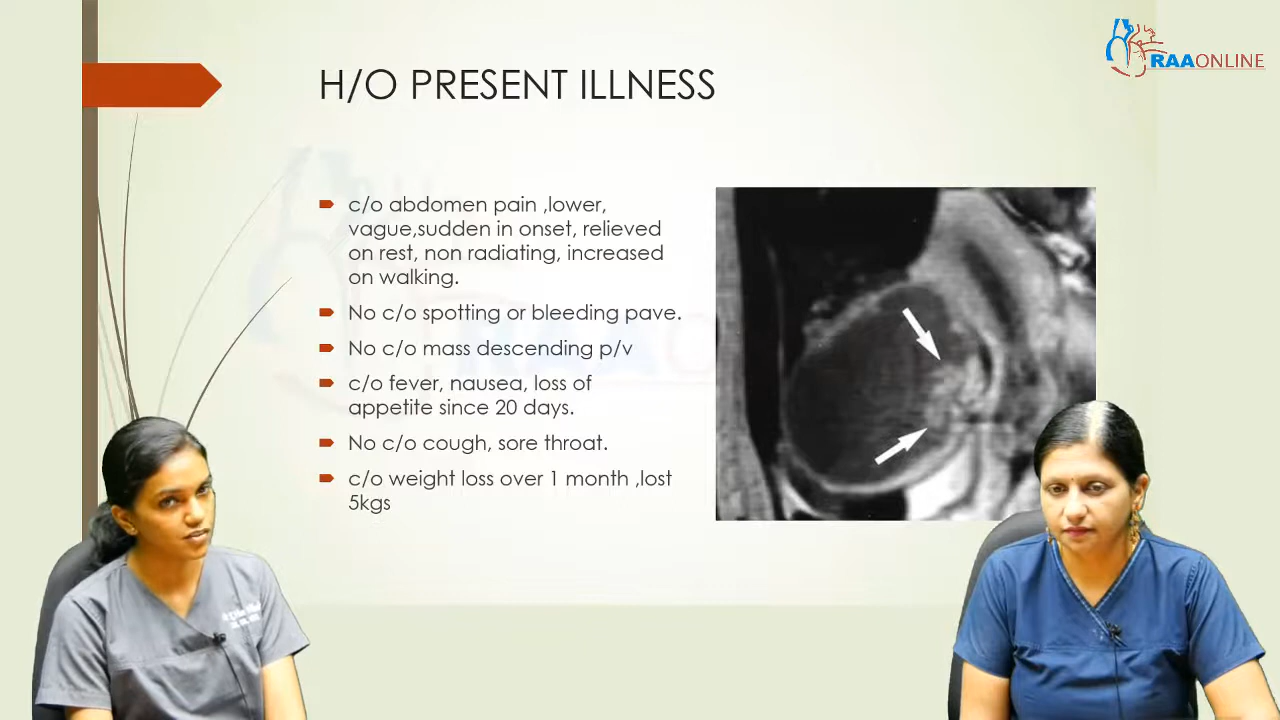 RAAONLINE
H/O PRESENT ILLNESS
c/o abdomen pain ,lower,
vague,sudden in onset, relieved
on rest, non radiating, increased
on walking.
No c/o spotting or bleeding pave.
No c/o mass descending p/v
c/o fever, nausea, loss of
appetite since 20 days.
No c/o cough, sore throat.
c/o weight loss over 1 month ,lost
5kgs